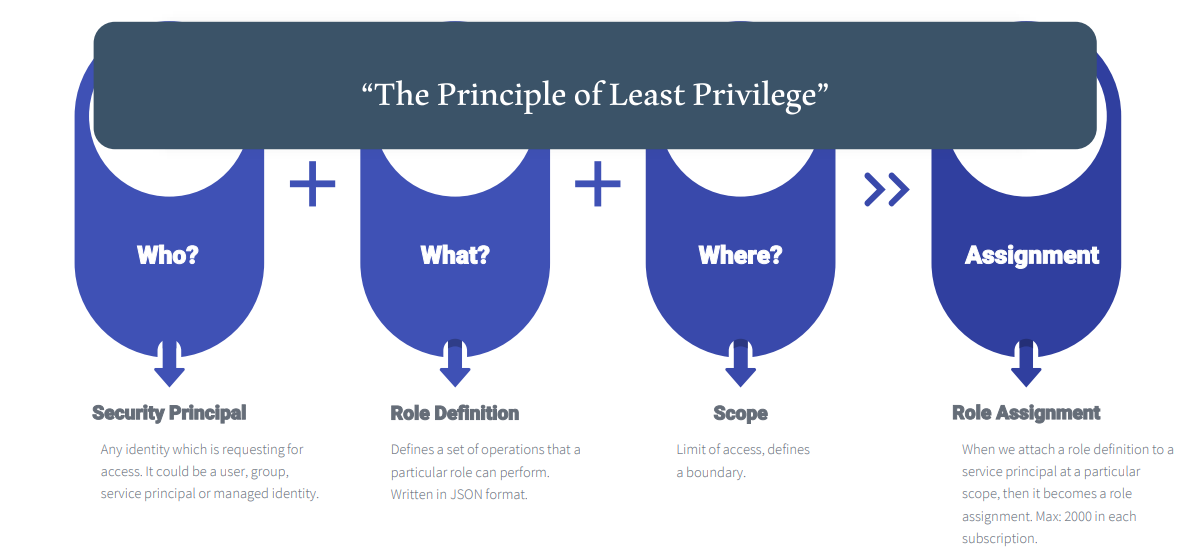 “The Principle of Least Privilege”
Who?
What?
Where?
Assignment
Security Principal
Any identity which is requesting for
access. It could be a user, group,
service principal or managed identity.
Role Definition
Defines a set of operations that a
particular role can perform.
Written in JSON format.
Scope
Limit of access, defines
a boundary.
Role Assignment
When we attach a role definition to a
service principal at a particular
scope, then it becomes a role
assignment. Max: 2000 in each
subscription.